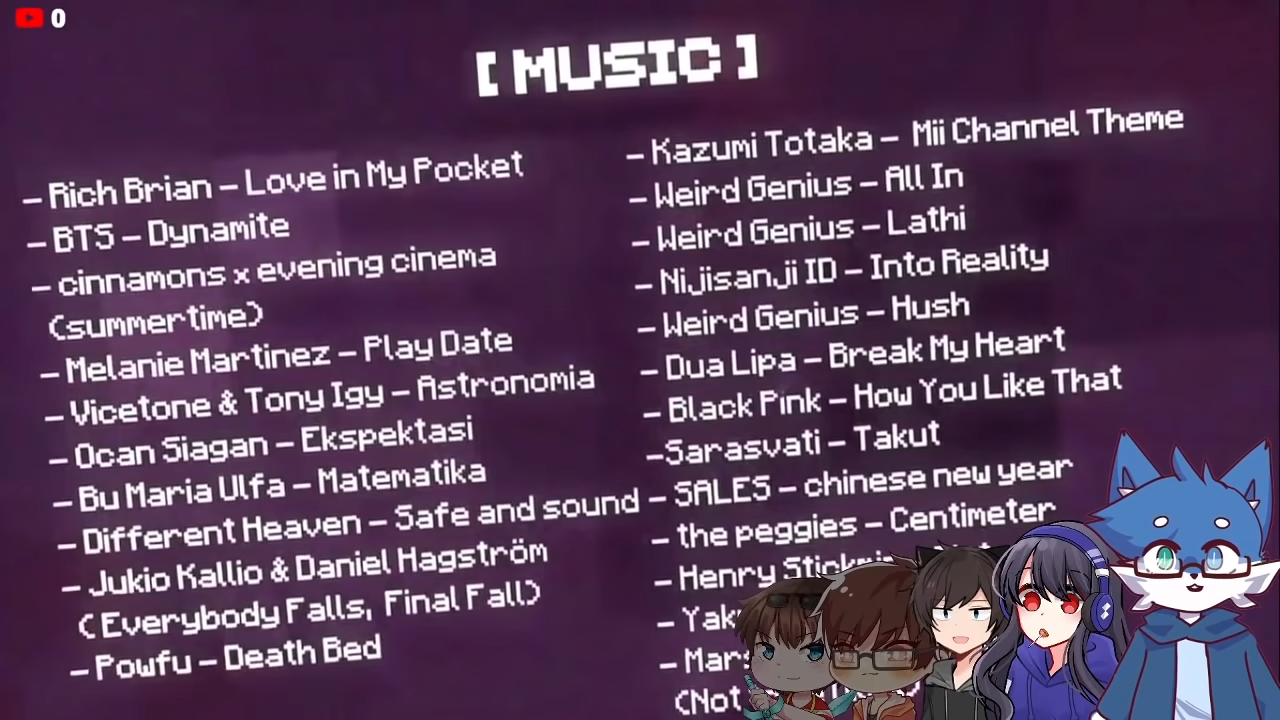 0
[ MUSIC ]
– Rich Brian – Love in My Pocket
– BTS – Dynamite
– cinnamons x evening cinema
(summertime)
– Melanie Martinez – Play Date
– Vicetone & Tony Igy – Astronomia
– Ocan Siagan – Ekspektasi
– Bu Maria Ulfa – Matematika
– Different Heaven – Safe and sound
– Jukio Kallio & Daniel Hagström
( Everybody Falls, Final Fall)
– Powfu – Death Bed
– Kazumi Totaka – Mii Channel Theme
– Weird Genius – All In
– Weird Genius – Lathi
– Nijisanji ID – Into Reality
– Weird Genius – Hush
– Dua Lipa – Break My Heart
– Black Pink – How You Like That
–Sarasvati – Takut
– SALES – chinese new year
– the peggies – Centimeter
– Henry
–
–
(Not